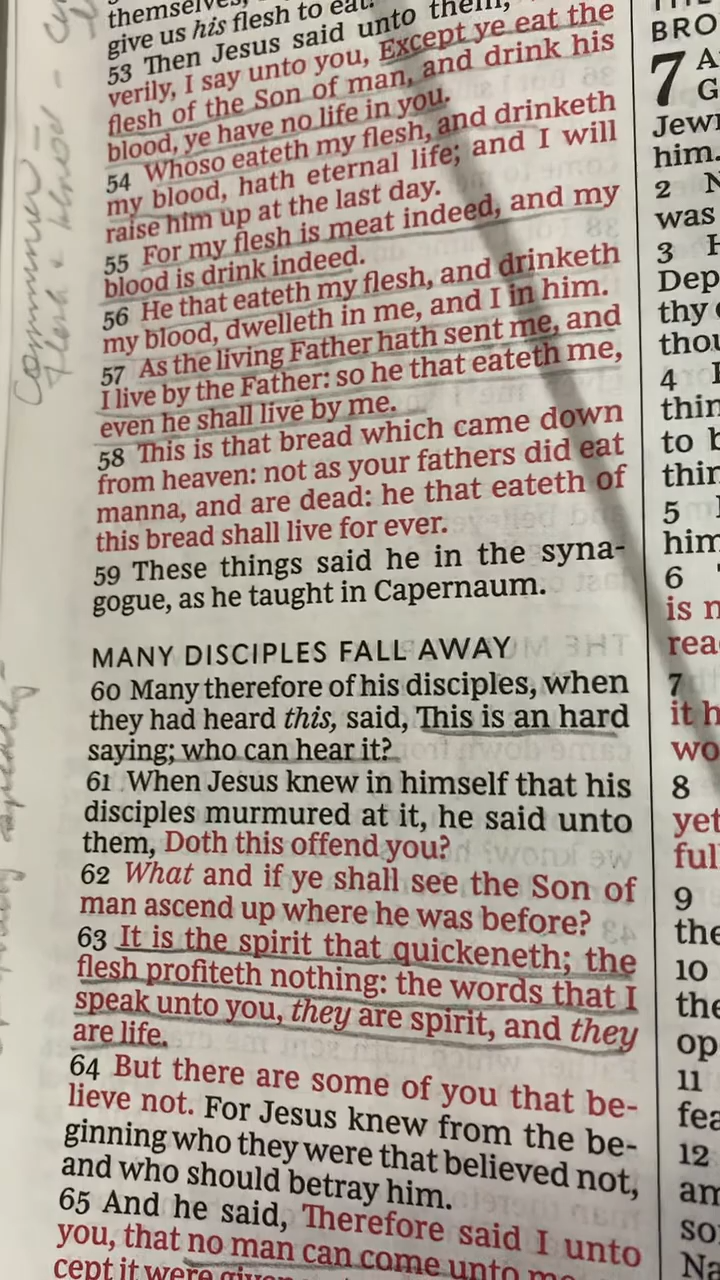 themselves,
give us his flesh to eat.
53 Then Jesus said unto them,
verily, I say unto you, Except ye eat the
flesh of the Son of man, and drink his
blood, ye have no life in you.
54 Whoso eateth my flesh, and drinketh
my blood, hath eternal life; and I will
raise him up at the last day.
55 For my flesh is meat indeed, and my
blood is drink indeed.
56 He that eateth my flesh, and drinketh
my blood, dwelleth in me, and I in him.
57 As the living Father hath sent me, and
I live by the Father: so he that eateth me,
even he shall live by me.
58 This is that bread which came down
from heaven: not as your fathers did eat
manna, and are dead: he that eateth of
this bread shall live for ever.
59 These things said he in the syna-
gogue, as he taught in Capernaum.
MANY DISCIPLES FALL AWAY
60 Many therefore of his disciples, when
they had heard this, said, This is an hard
saying; who can hear it?
61 When Jesus knew in himself that his
disciples murmured at it, he said unto
them, Doth this offend you?
62 What and if ye shall see the Son of
man ascend up where he was before?
63 It is the spirit that quickeneth; the
flesh profiteth nothing: the words that I
speak unto you, they are spirit, and they
are life.
64 But there are some of you that be-
lieve not. For Jesus knew from the be-
ginning who they were that believed not,
and who should betray him.
65 And he said, Therefore said I unto
you, that no man can come unto
cept it were
BRO
7 A
G
Jew
him.
2
was
3
Dep
thy
thou
4
thin
to b
thin
5
him
6
is n
rea
7
it h
wo
8
yet
ful
9
the
10
the
op
11
fea
12
am
so
Na